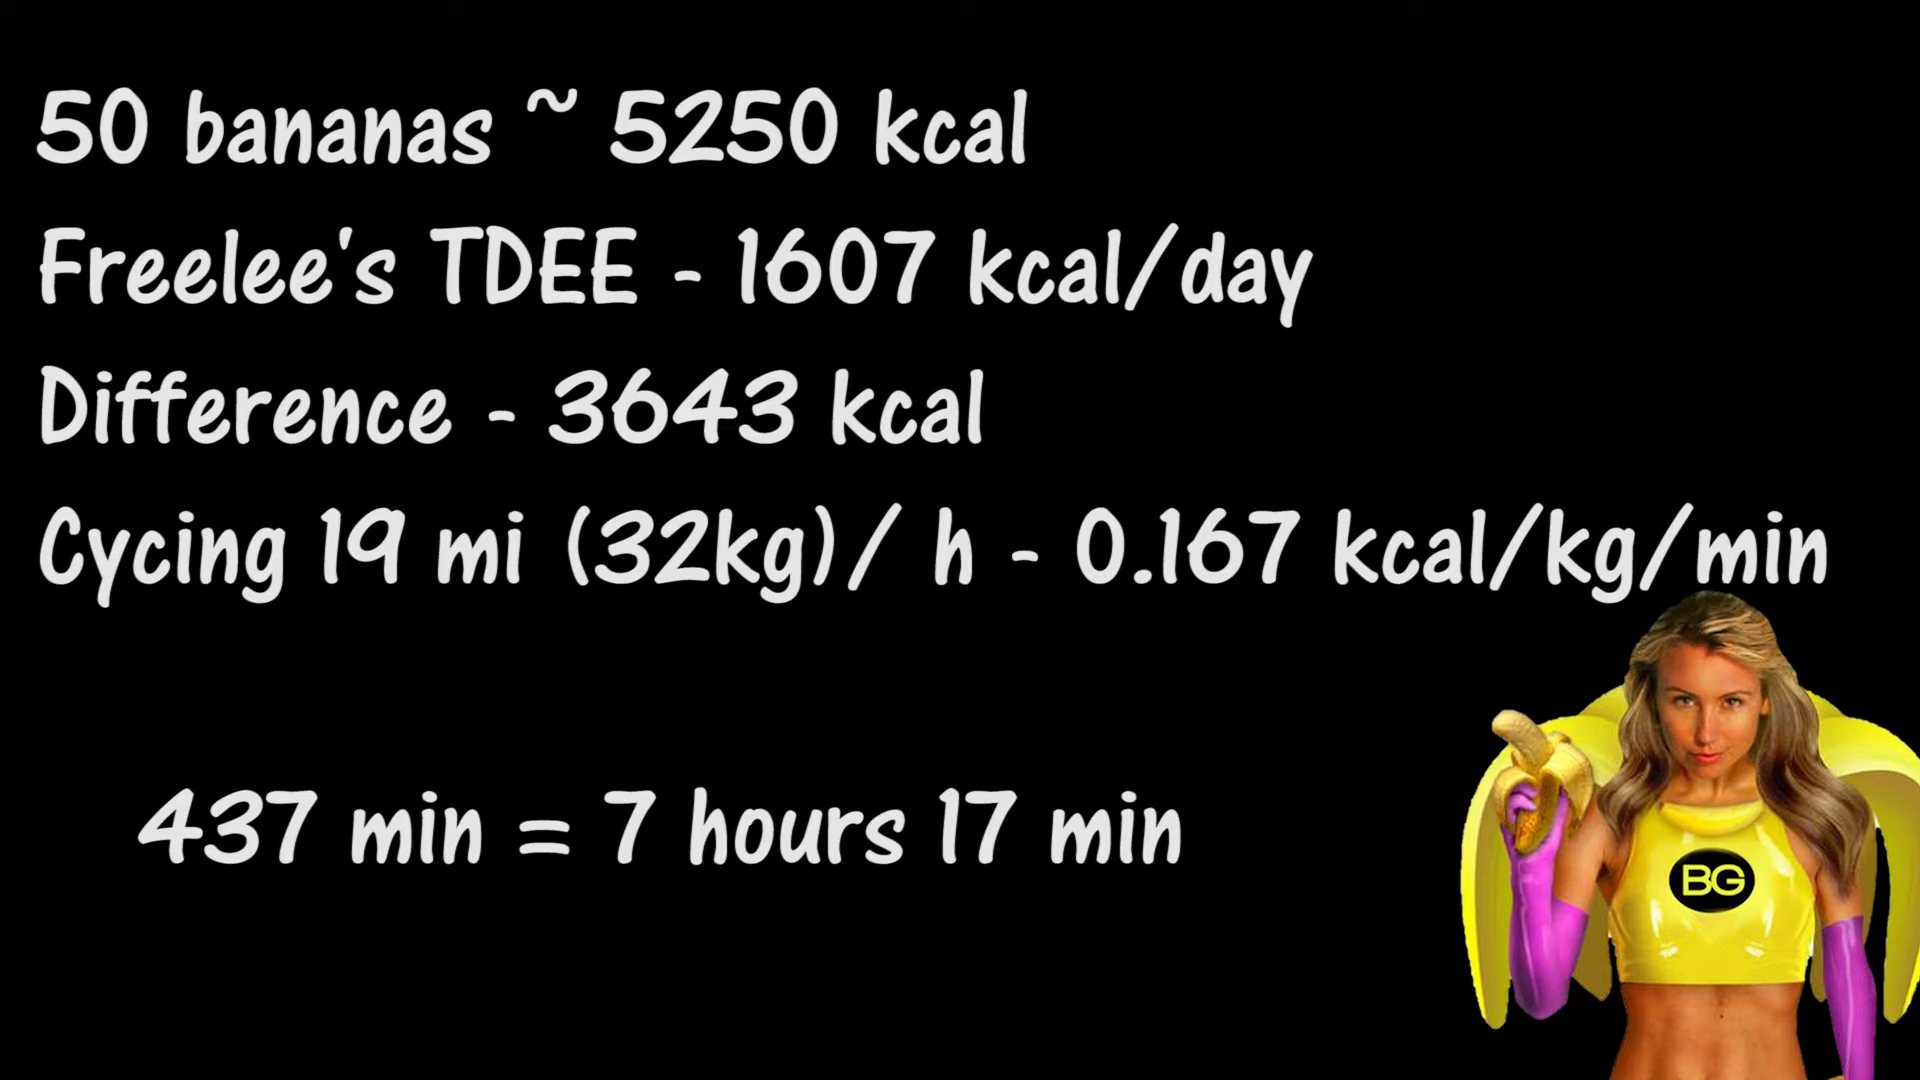 50 bananas ~ 5250 kcal
Freelee's TDEE - 1607 kcal/day
Difference - 3643 kcal
Cycing 19 mi (32kg)/ h - 0.167 kcal/kg/min
437 min = 7 hours 17 min
BG